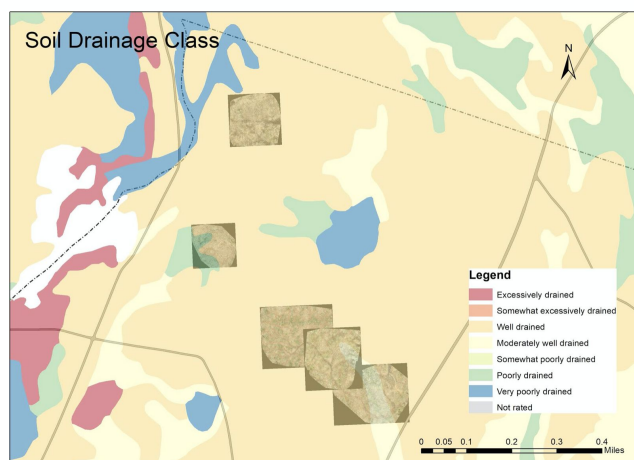 Soil Drainage Class
N
Legend
Excessively drained
Somewhat excessively drained
Well drained
Moderately well drained
Somewhat poorly drained
Poorly drained
Very poorly drained
Not rated
0 0.05 0.1 0.2 0.3 0.4
Miles